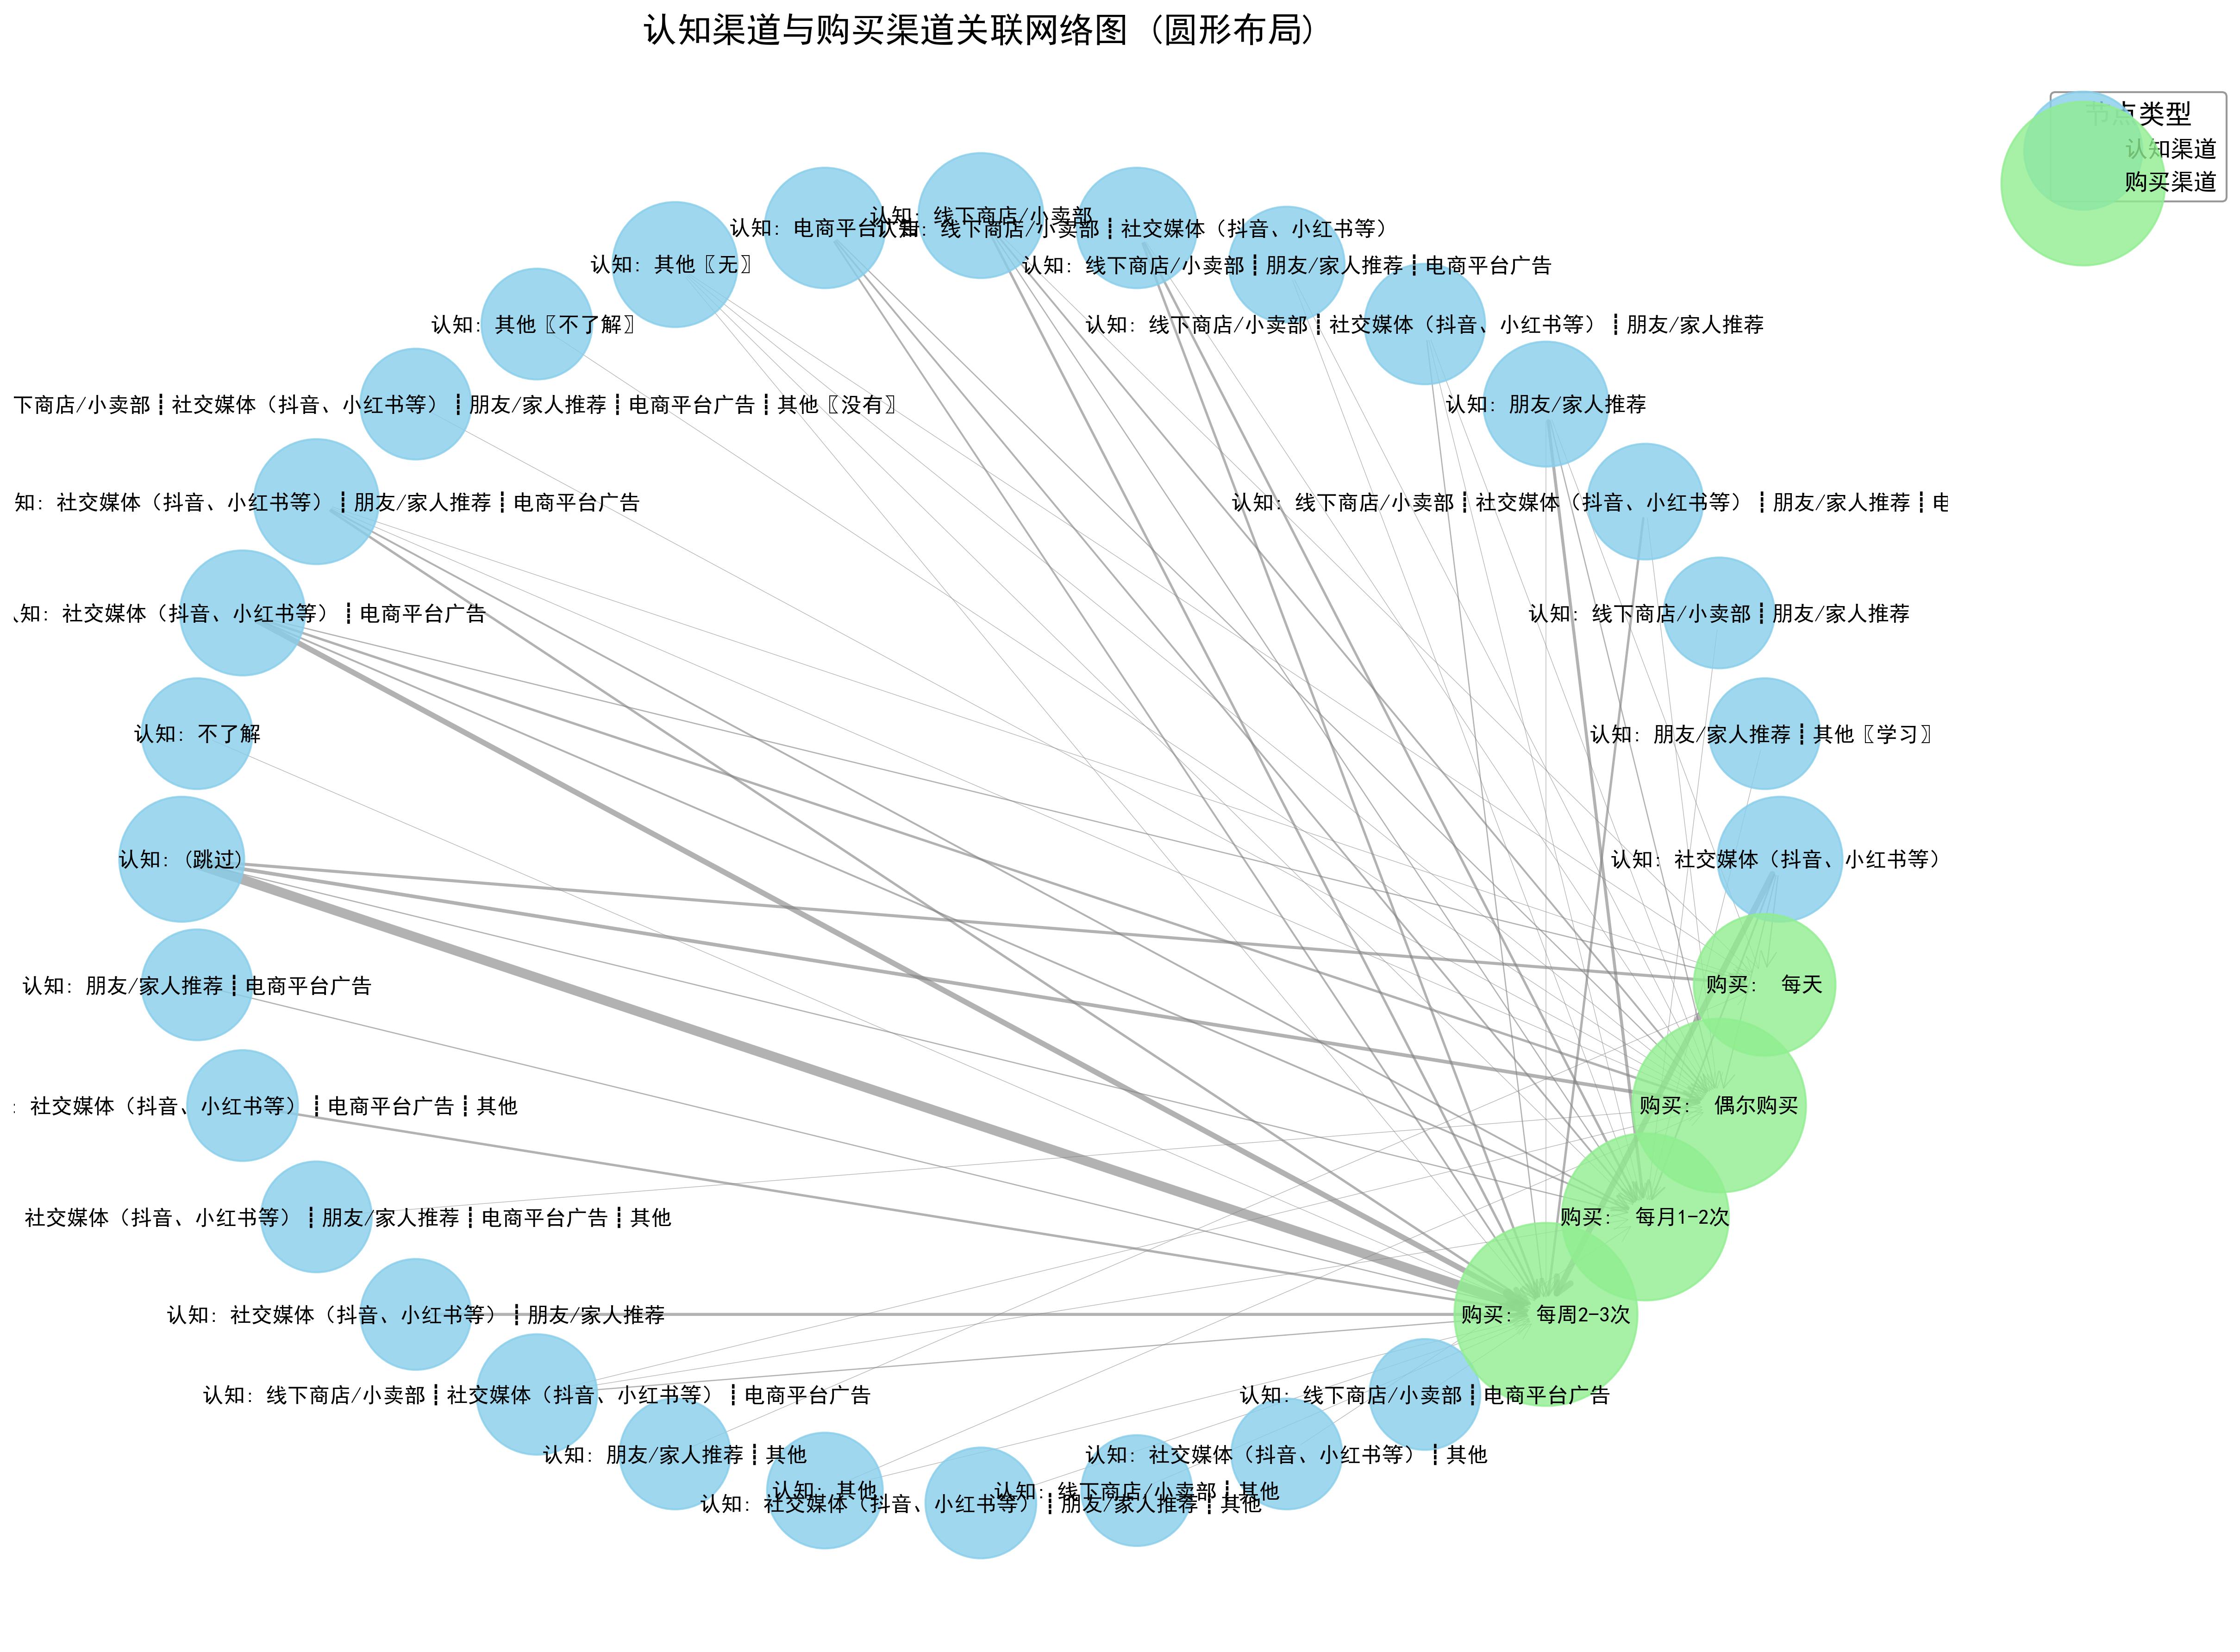 认知渠道与购买渠道关联网络图 (圆形布局)
节点类型
认知渠道
购买渠道
认知: 线下商店/小卖部
认知: 电商平台广告
认知: 线下商店/小卖部┋社交媒体（抖音、小红书等）
认知: 其他〖无〗
认知: 线下商店/小卖部┋朋友/家人推荐┋电商平台广告
认知: 其他〖不了解〗
认知: 线下商店/小卖部┋社交媒体（抖音、小红书等）┋朋友/家人推荐
下商店/小卖部┋社交媒体（抖音、小红书等）┋朋友/家人推荐┋电商平台广告┋其他〖没有〗
认知: 朋友/家人推荐
知: 社交媒体（抖音、小红书等）┋朋友/家人推荐┋电商平台广告
认知: 线下商店/小卖部┋社交媒体（抖音、小红书等）┋朋友/家人推荐┋电
知: 社交媒体（抖音、小红书等）┋电商平台广告
认知: 线下商店/小卖部┋朋友/家人推荐
认知: 不了解
认知: 朋友/家人推荐┋其他〖学习〗
认知: (跳过)
认知: 社交媒体（抖音、小红书等）
认知: 朋友/家人推荐┋电商平台广告
购买: 每天
: 社交媒体（抖音、小红书等）┋电商平台广告┋其他
购买: 偶尔购买
社交媒体（抖音、小红书等）┋朋友/家人推荐┋电商平台广告┋其他
购买: 每月1-2次
认知: 社交媒体（抖音、小红书等）┋朋友/家人推荐
购买: 每周2-3次
认知: 线下商店/小卖部┋社交媒体（抖音、小红书等）┋电商平台广告
认知: 线下商店/小卖部┋电商平台广告
认知: 朋友/家人推荐┋其他
认知: 社交媒体（抖音、小红书等）┋其他
认知: 其他
认知: 线下商店/小卖部┋其他
认知: 社交媒体（抖音、小红书等）┋朋友/家人推荐┋其他